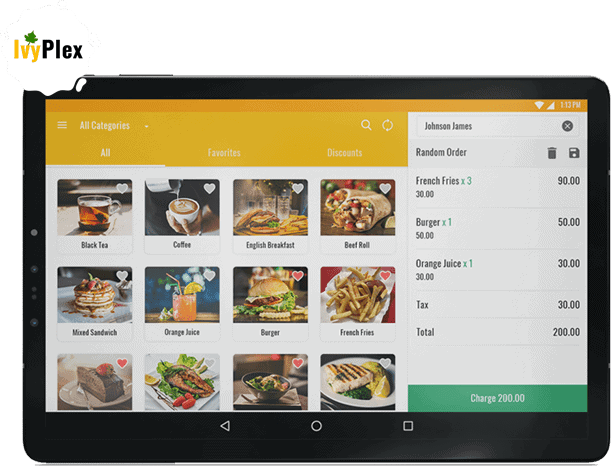 IvyPlex
1:13 PM
All Categories
All Favorites Discounts
Black Tea
Coffee
English Breakfast
Beef Roll
Mixed Sandwich
Orange Juice
Burger
French Fries
Johnson James
Random Order
French Fries x 3 90.00
30.00
Burger x 1 50.00
50.00
Orange Juice x 1 30.00
30.00
Tax 30.00
Total 200.00
Charge 200.00